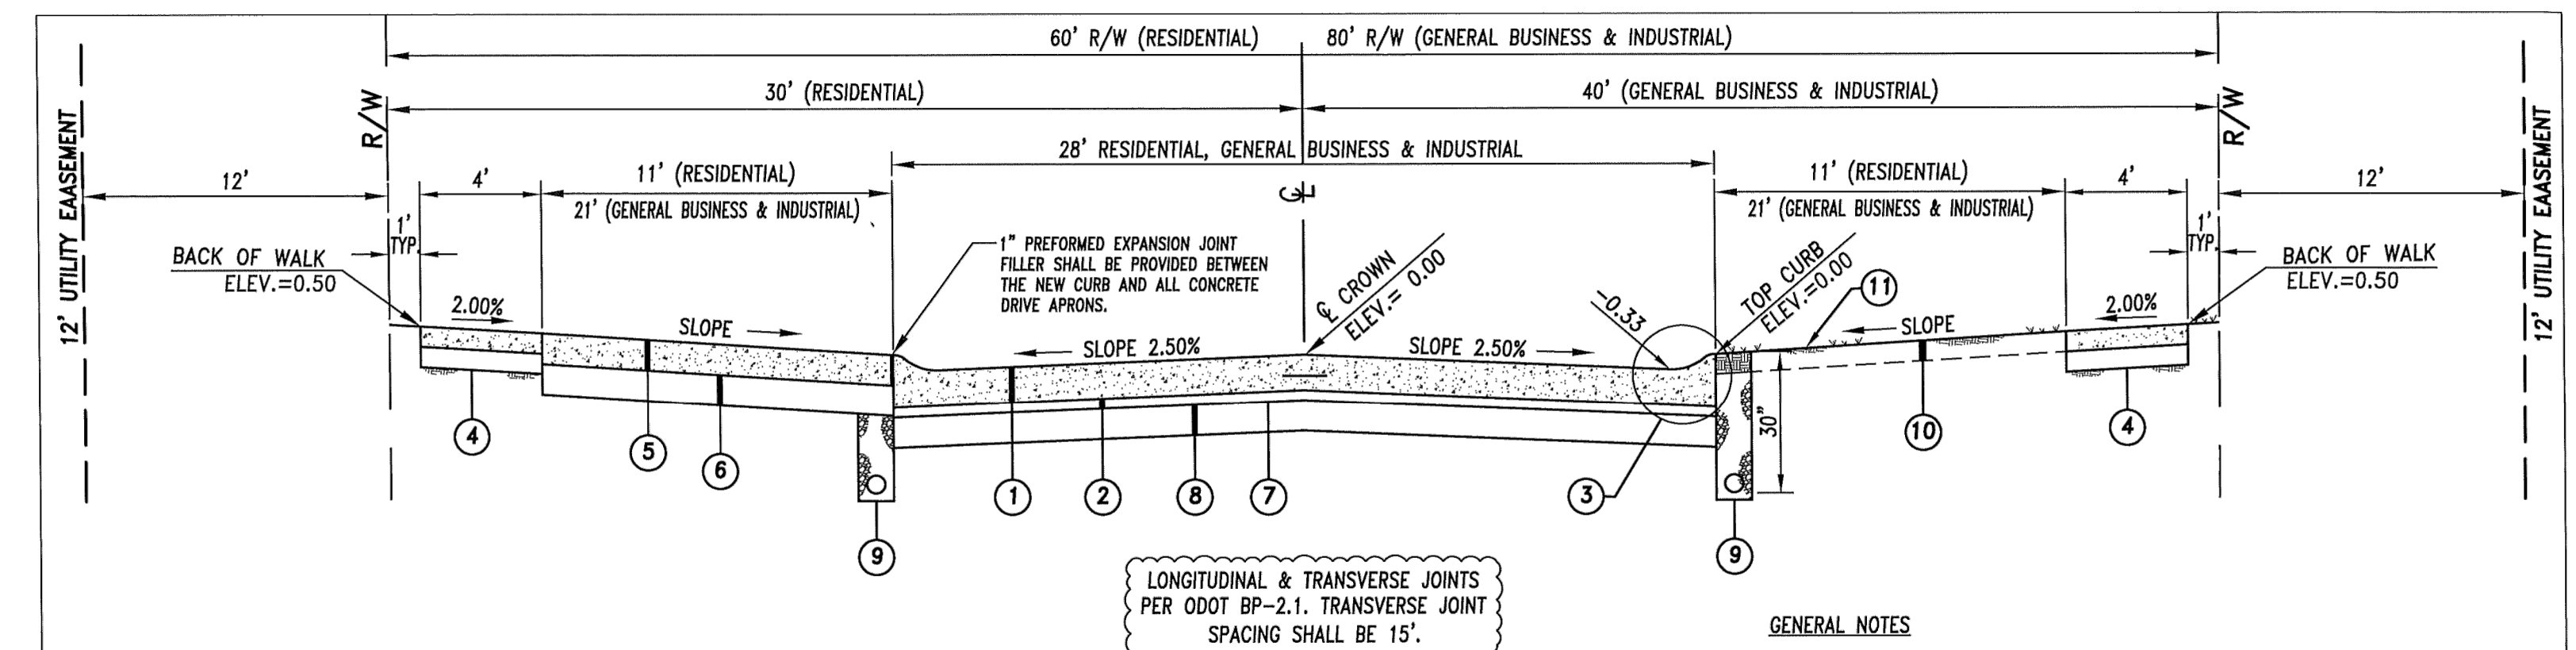 60' R/W (RESIDENTIAL)
80' R/W (GENERAL BUSINESS & INDUSTRIAL)
30' (RESIDENTIAL)
40' (GENERAL BUSINESS & INDUSTRIAL)
R/W
R/W
12' UTILITY EASEMENT
12' UTILITY EASEMENT
28' RESIDENTIAL, GENERAL BUSINESS & INDUSTRIAL
12'
4'
11' (RESIDENTIAL)
21' (GENERAL BUSINESS & INDUSTRIAL)
℄
11' (RESIDENTIAL)
21' (GENERAL BUSINESS & INDUSTRIAL)
4'
12'
1'
TYP.
1'
TYP.
BACK OF WALK
ELEV.=0.50
1" PREFORMED EXPANSION JOINT
FILLER SHALL BE PROVIDED BETWEEN
THE NEW CURB AND ALL CONCRETE
DRIVE APRONS.
℄ CROWN
ELEV.= 0.00
-0.33
TOP CURB
ELEV.=0.00
11
BACK OF WALK
ELEV.=0.50
2.00%
SLOPE
SLOPE 2.50%
SLOPE 2.50%
SLOPE
2.00%
30"
4
5
6
9
1
2
8
7
3
9
10
4
LONGITUDINAL & TRANSVERSE JOINTS
PER ODOT BP-2.1. TRANSVERSE JOINT
SPACING SHALL BE 15'.
GENERAL NOTES